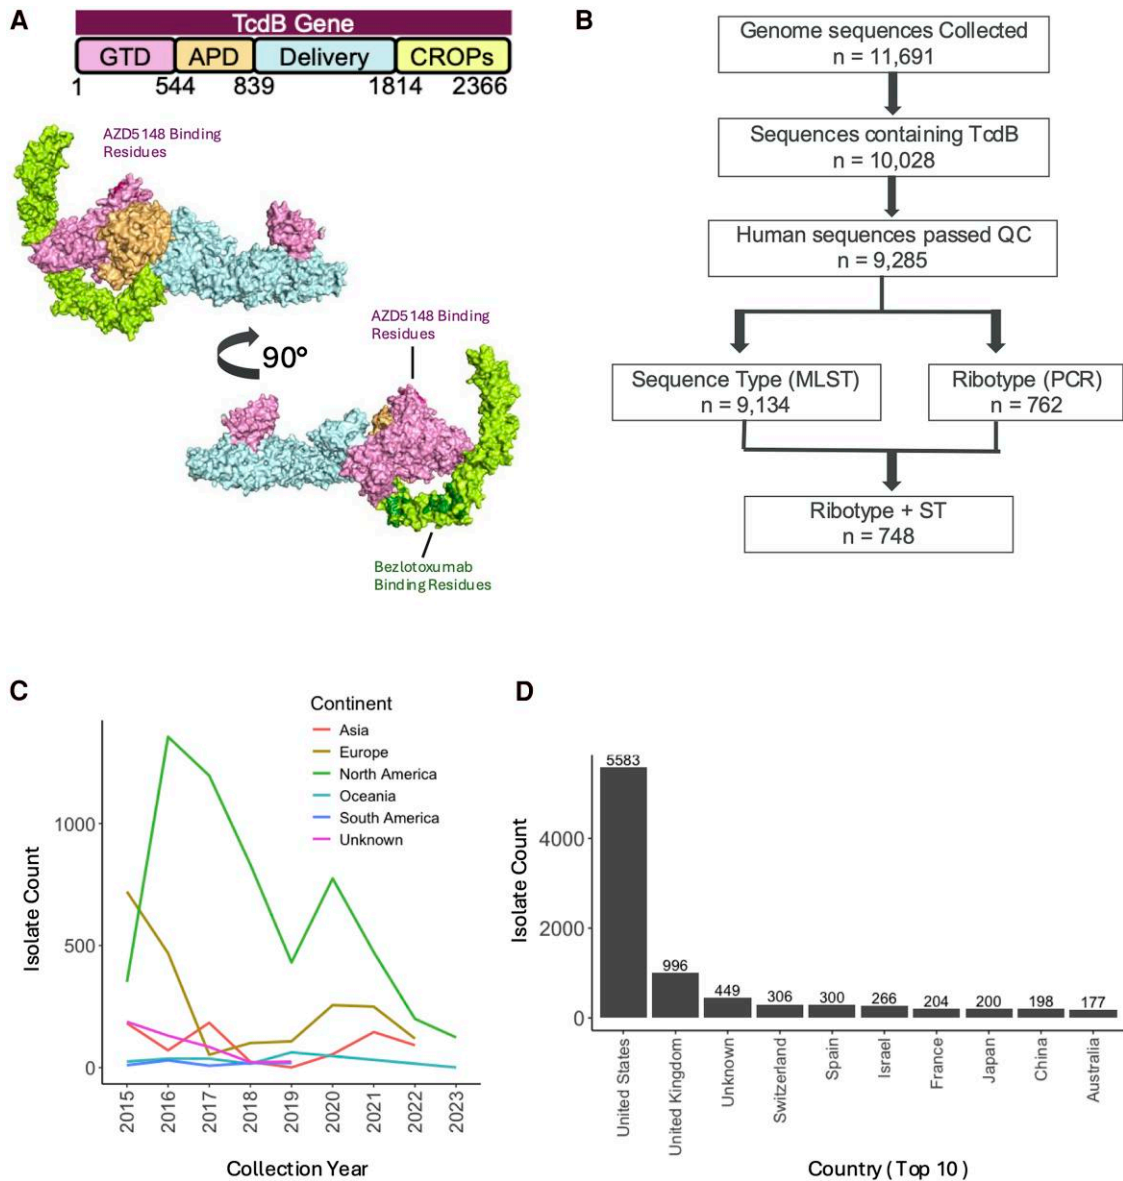 A
TcdB Gene
GTD APD Delivery CROPs
1 544 839 1814 2366
AZD5148 Binding
Residues
90°
AZD5148 Binding
Residues
Bezlotoxumab
Binding Residues
B
Genome sequences Collected
n = 11,691
Sequences containing TcdB
n = 10,028
Human sequences passed QC
n = 9,285
Sequence Type (MLST)
n = 9,134
Ribotype (PCR)
n = 762
Ribotype + ST
n = 748
C
Continent
Asia
Europe
North America
Oceania
South America
Unknown
Isolate Count
1000
500
0
2015 2016 2017 2018 2019 2020 2021 2022 2023
Collection Year
D
Isolate Count
4000
2000
0
5583 996 449 306 300 266 204 200 198 177
United States
United Kingdom
Unknown
Switzerland
Spain
Israel
France
Japan
China
Australia
Country (Top 10)